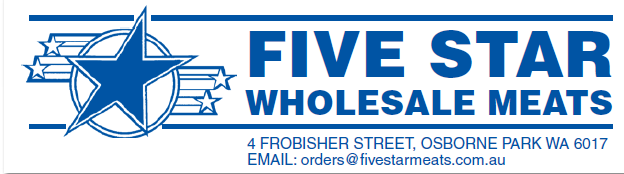 FIVE STAR
WHOLESALE MEATS
4 FROBISHER STREET, OSBORNE PARK WA 6017
EMAIL: orders@fivestarmeats.com.au